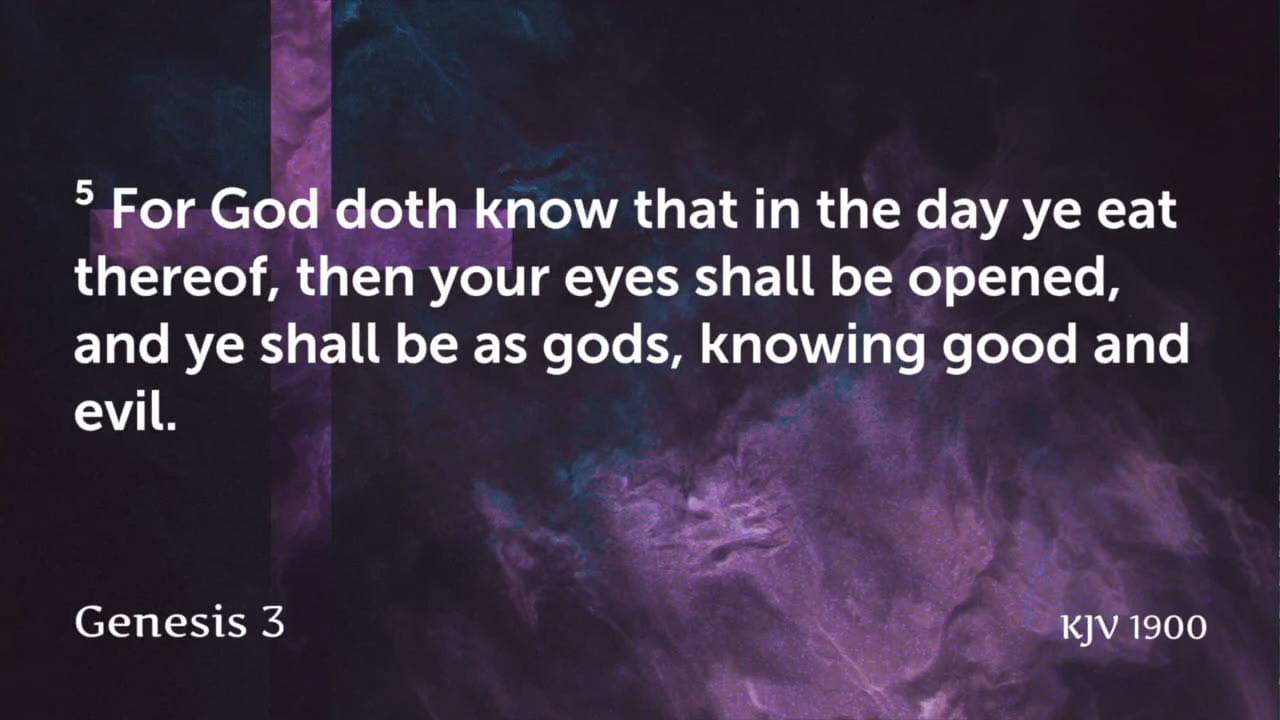 ⁵ For God doth know that in the day ye eat
thereof, then your eyes shall be opened,
and ye shall be as gods, knowing good and
evil.
Genesis 3
KJV 1900